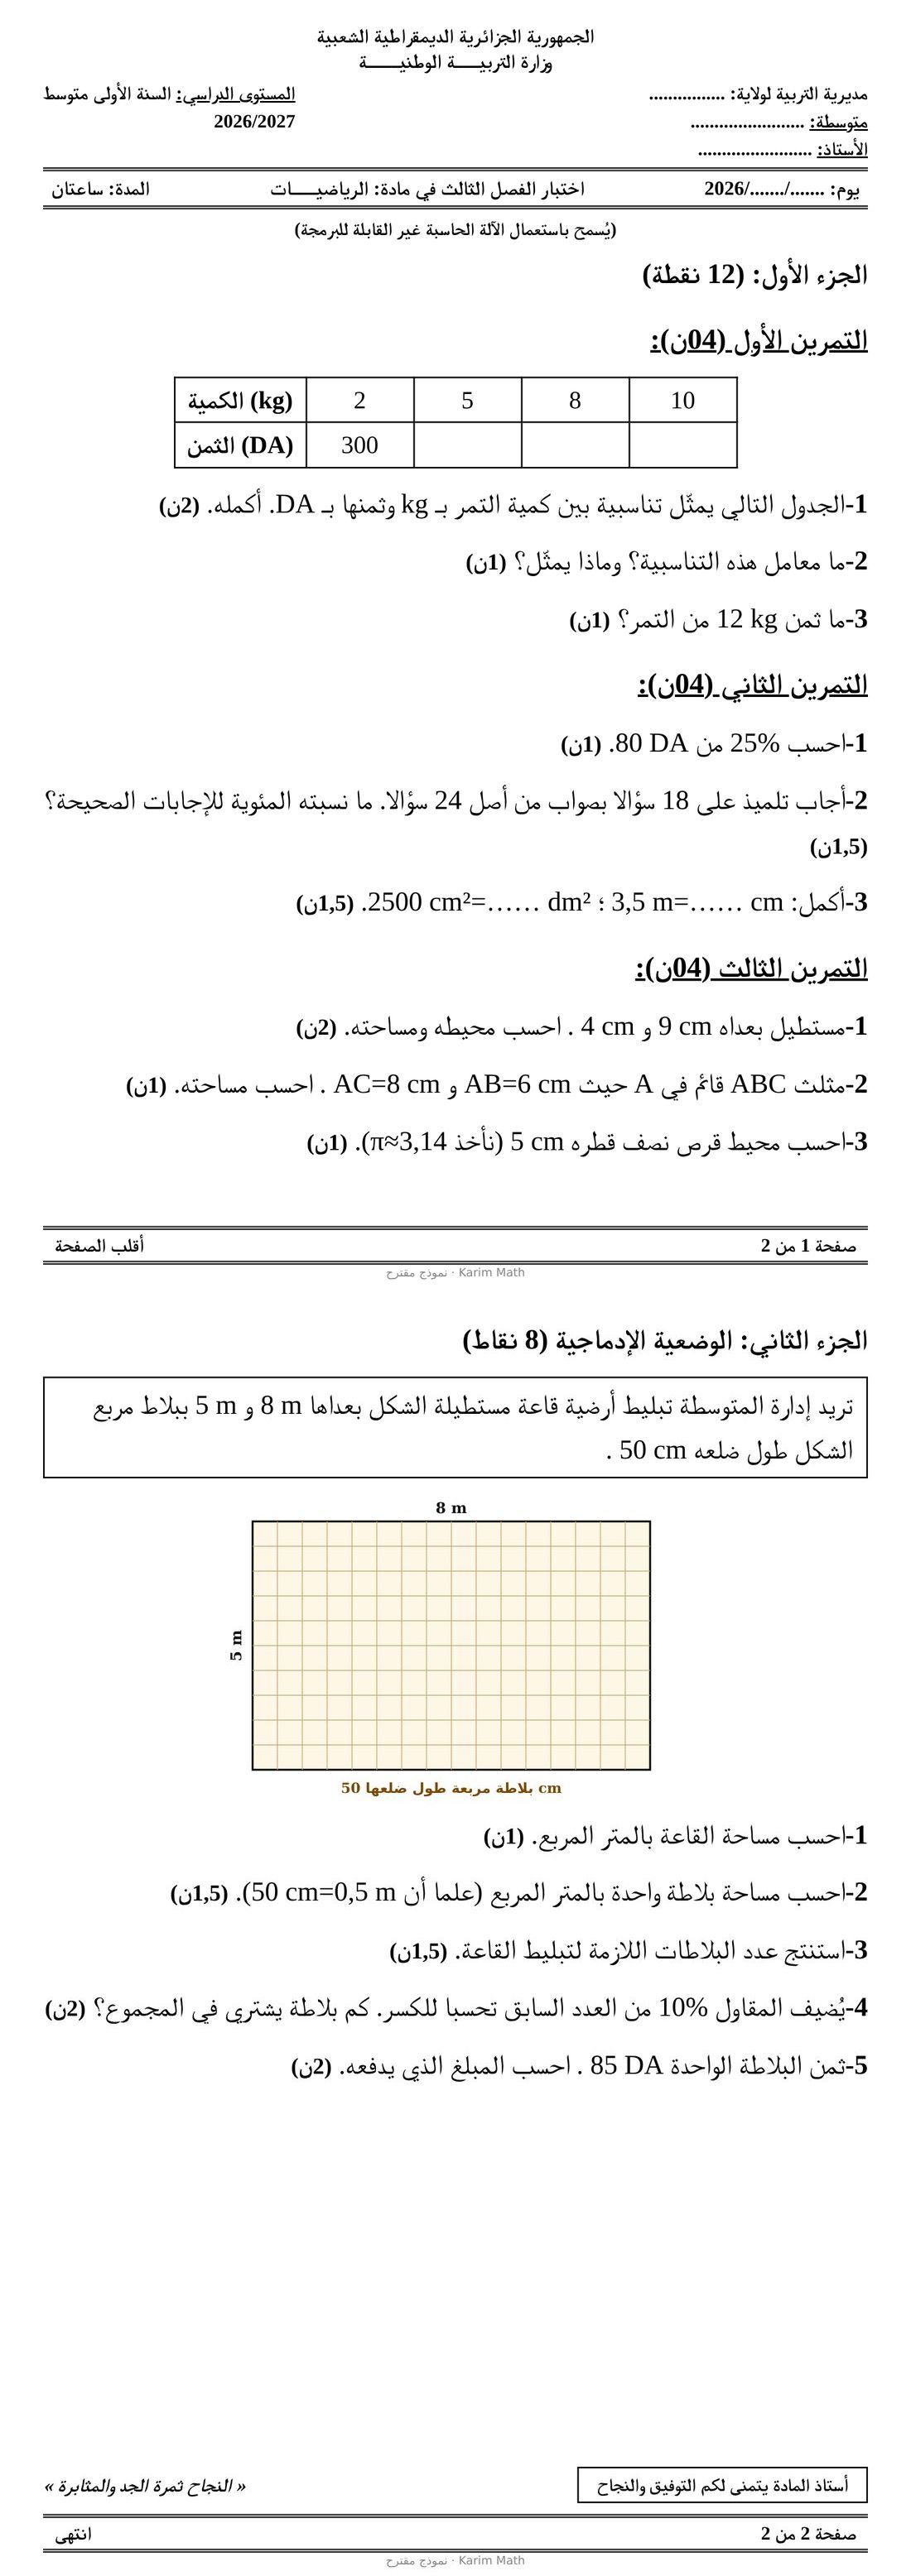 الجمهورية الجزائرية الديمقراطية الشعبية
وزارة التربيــــة الوطنيــــــة
مديرية التربية لولاية: ................
المستوى الدراسي: السنة الأولى متوسط
متوسطة: ........................
2026/2027
الأستاذ: ........................
يوم: ......./......./2026
اختبار الفصل الثالث في مادة: الرياضيـــــات
المدة: ساعتان
(يُسمح باستعمال الآلة الحاسبة غير القابلة للبرمجة)
الجزء الأول: (12 نقطة)
التمرين الأول (04ن):
الكمية (kg) 2 5 8 10
الثمن (DA) 300
1-الجدول التالي يمثّل تناسبية بين كمية التمر بـ kg وثمنها بـ DA. أكمله. (2ن)
2-ما معامل هذه التناسبية؟ وماذا يمثّل؟ (1ن)
3-ما ثمن 12 kg من التمر؟ (1ن)
التمرين الثاني (04ن):
1-احسب 25% من 80 DA. (1ن)
2-أجاب تلميذ على 18 سؤالا بصواب من أصل 24 سؤالا. ما نسبته المئوية للإجابات الصحيحة؟
(1,5ن)
3-أكمل: 3,5 m=…… cm ؛ 2500 cm²=…… dm². (1,5ن)
التمرين الثالث (04ن):
1-مستطيل بعداه 9 cm و 4 cm . احسب محيطه ومساحته. (2ن)
2-مثلث ABC قائم في A حيث AB=6 cm و AC=8 cm . احسب مساحته. (1ن)
3-احسب محيط قرص نصف قطره 5 cm (نأخذ π≈3,14). (1ن)
صفحة 1 من 2
أقلب الصفحة
Karim Math · نموذج مقترح
الجزء الثاني: الوضعية الإدماجية (8 نقاط)
تريد إدارة المتوسطة تبليط أرضية قاعة مستطيلة الشكل بعداها 8 m و 5 m ببلاط مربع
الشكل طول ضلعه 50 cm .
8 m
5 m
بلاطة مربعة طول ضلعها 50 cm
1-احسب مساحة القاعة بالمتر المربع. (1ن)
2-احسب مساحة بلاطة واحدة بالمتر المربع (علما أن 50 cm=0,5 m). (1,5ن)
3-استنتج عدد البلاطات اللازمة لتبليط القاعة. (1,5ن)
4-يُضيف المقاول 10% من العدد السابق تحسبا للكسر. كم بلاطة يشتري في المجموع؟ (2ن)
5-ثمن البلاطة الواحدة 85 DA . احسب المبلغ الذي يدفعه. (2ن)
أستاذ المادة يتمنى لكم التوفيق والنجاح
« النجاح ثمرة الجد والمثابرة »
صفحة 2 من 2
انتهى
Karim Math · نموذج مقترح